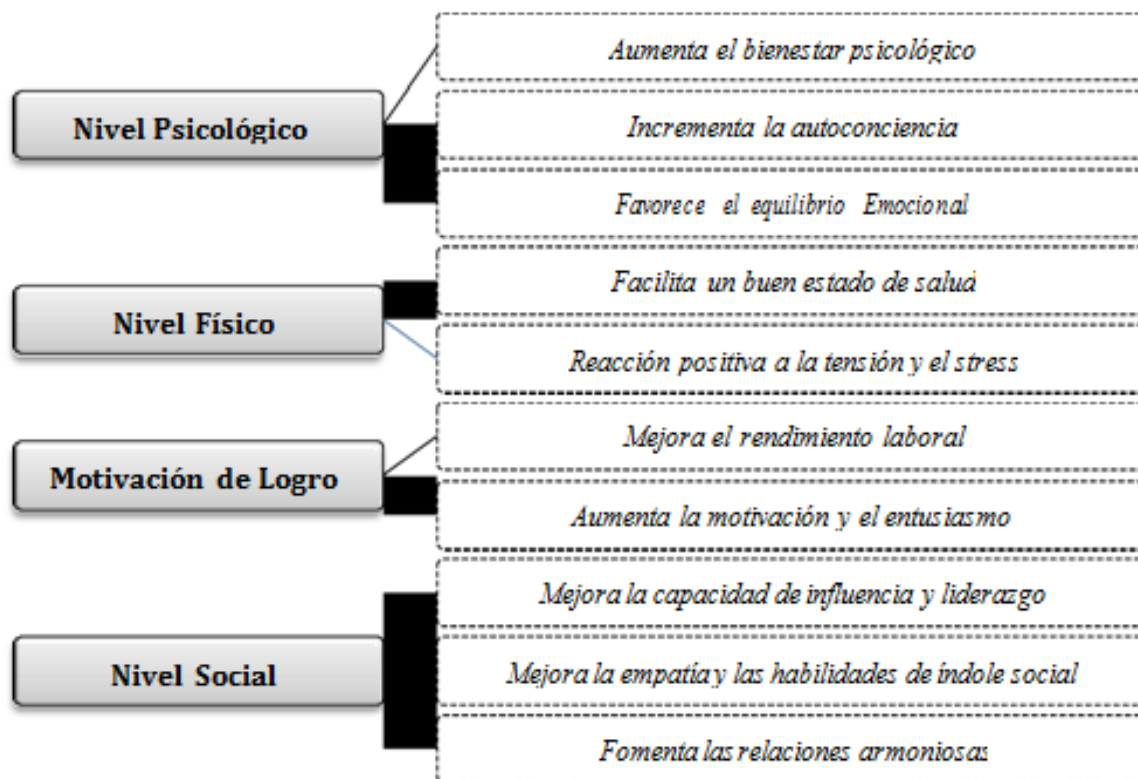 Nivel Psicológico
Aumenta el bienestar psicológico
Incrementa la autoconciencia
Favorece el equilibrio Emocional
Nivel Físico
Facilita un buen estado de salud
Reacción positiva a la tensión y el stress
Motivación de Logro
Mejora el rendimiento laboral
Aumenta la motivación y el entusiasmo
Nivel Social
Mejora la capacidad de influencia y liderazgo
Mejora la empatía y las habilidades de índole social
Fomenta las relaciones armoniosas